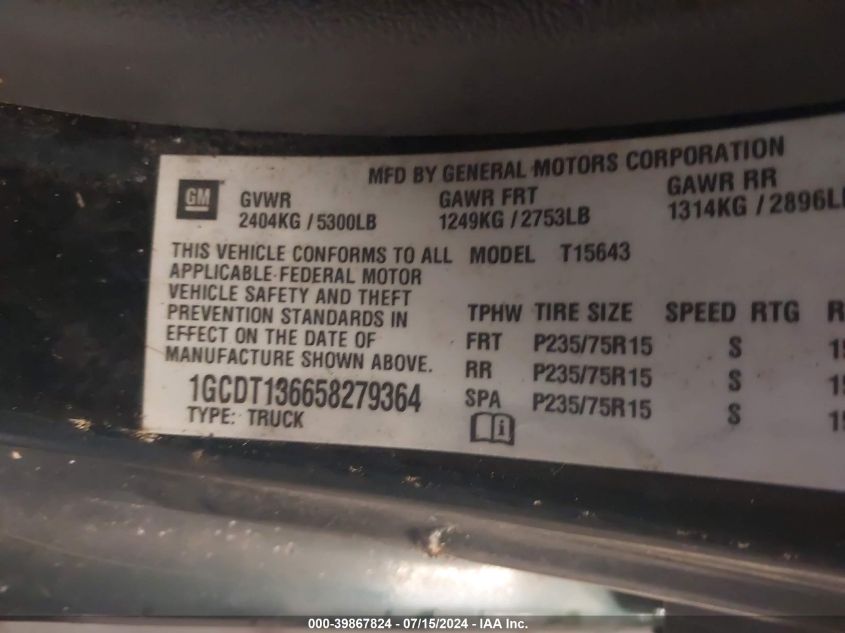 MFD BY GENERAL MOTORS CORPORATION
GM
GVWR GAWR FRT GAWR RR
2404KG / 5300LB 1249KG / 2753LB 1314KG / 2896L
THIS VEHICLE CONFORMS TO ALL MODEL T15643
APPLICABLE FEDERAL MOTOR
VEHICLE SAFETY AND THEFT
PREVENTION STANDARDS IN
EFFECT ON THE DATE OF
MANUFACTURE SHOWN ABOVE.
TPHW TIRE SIZE SPEED RTG R
FRT P235/75R15 S 15
RR P235/75R15 S 15
SPA P235/75R15 S 15
1GCDT136658279364
TYPE: TRUCK
000-39867824 - 07/15/2024 - IAA Inc.